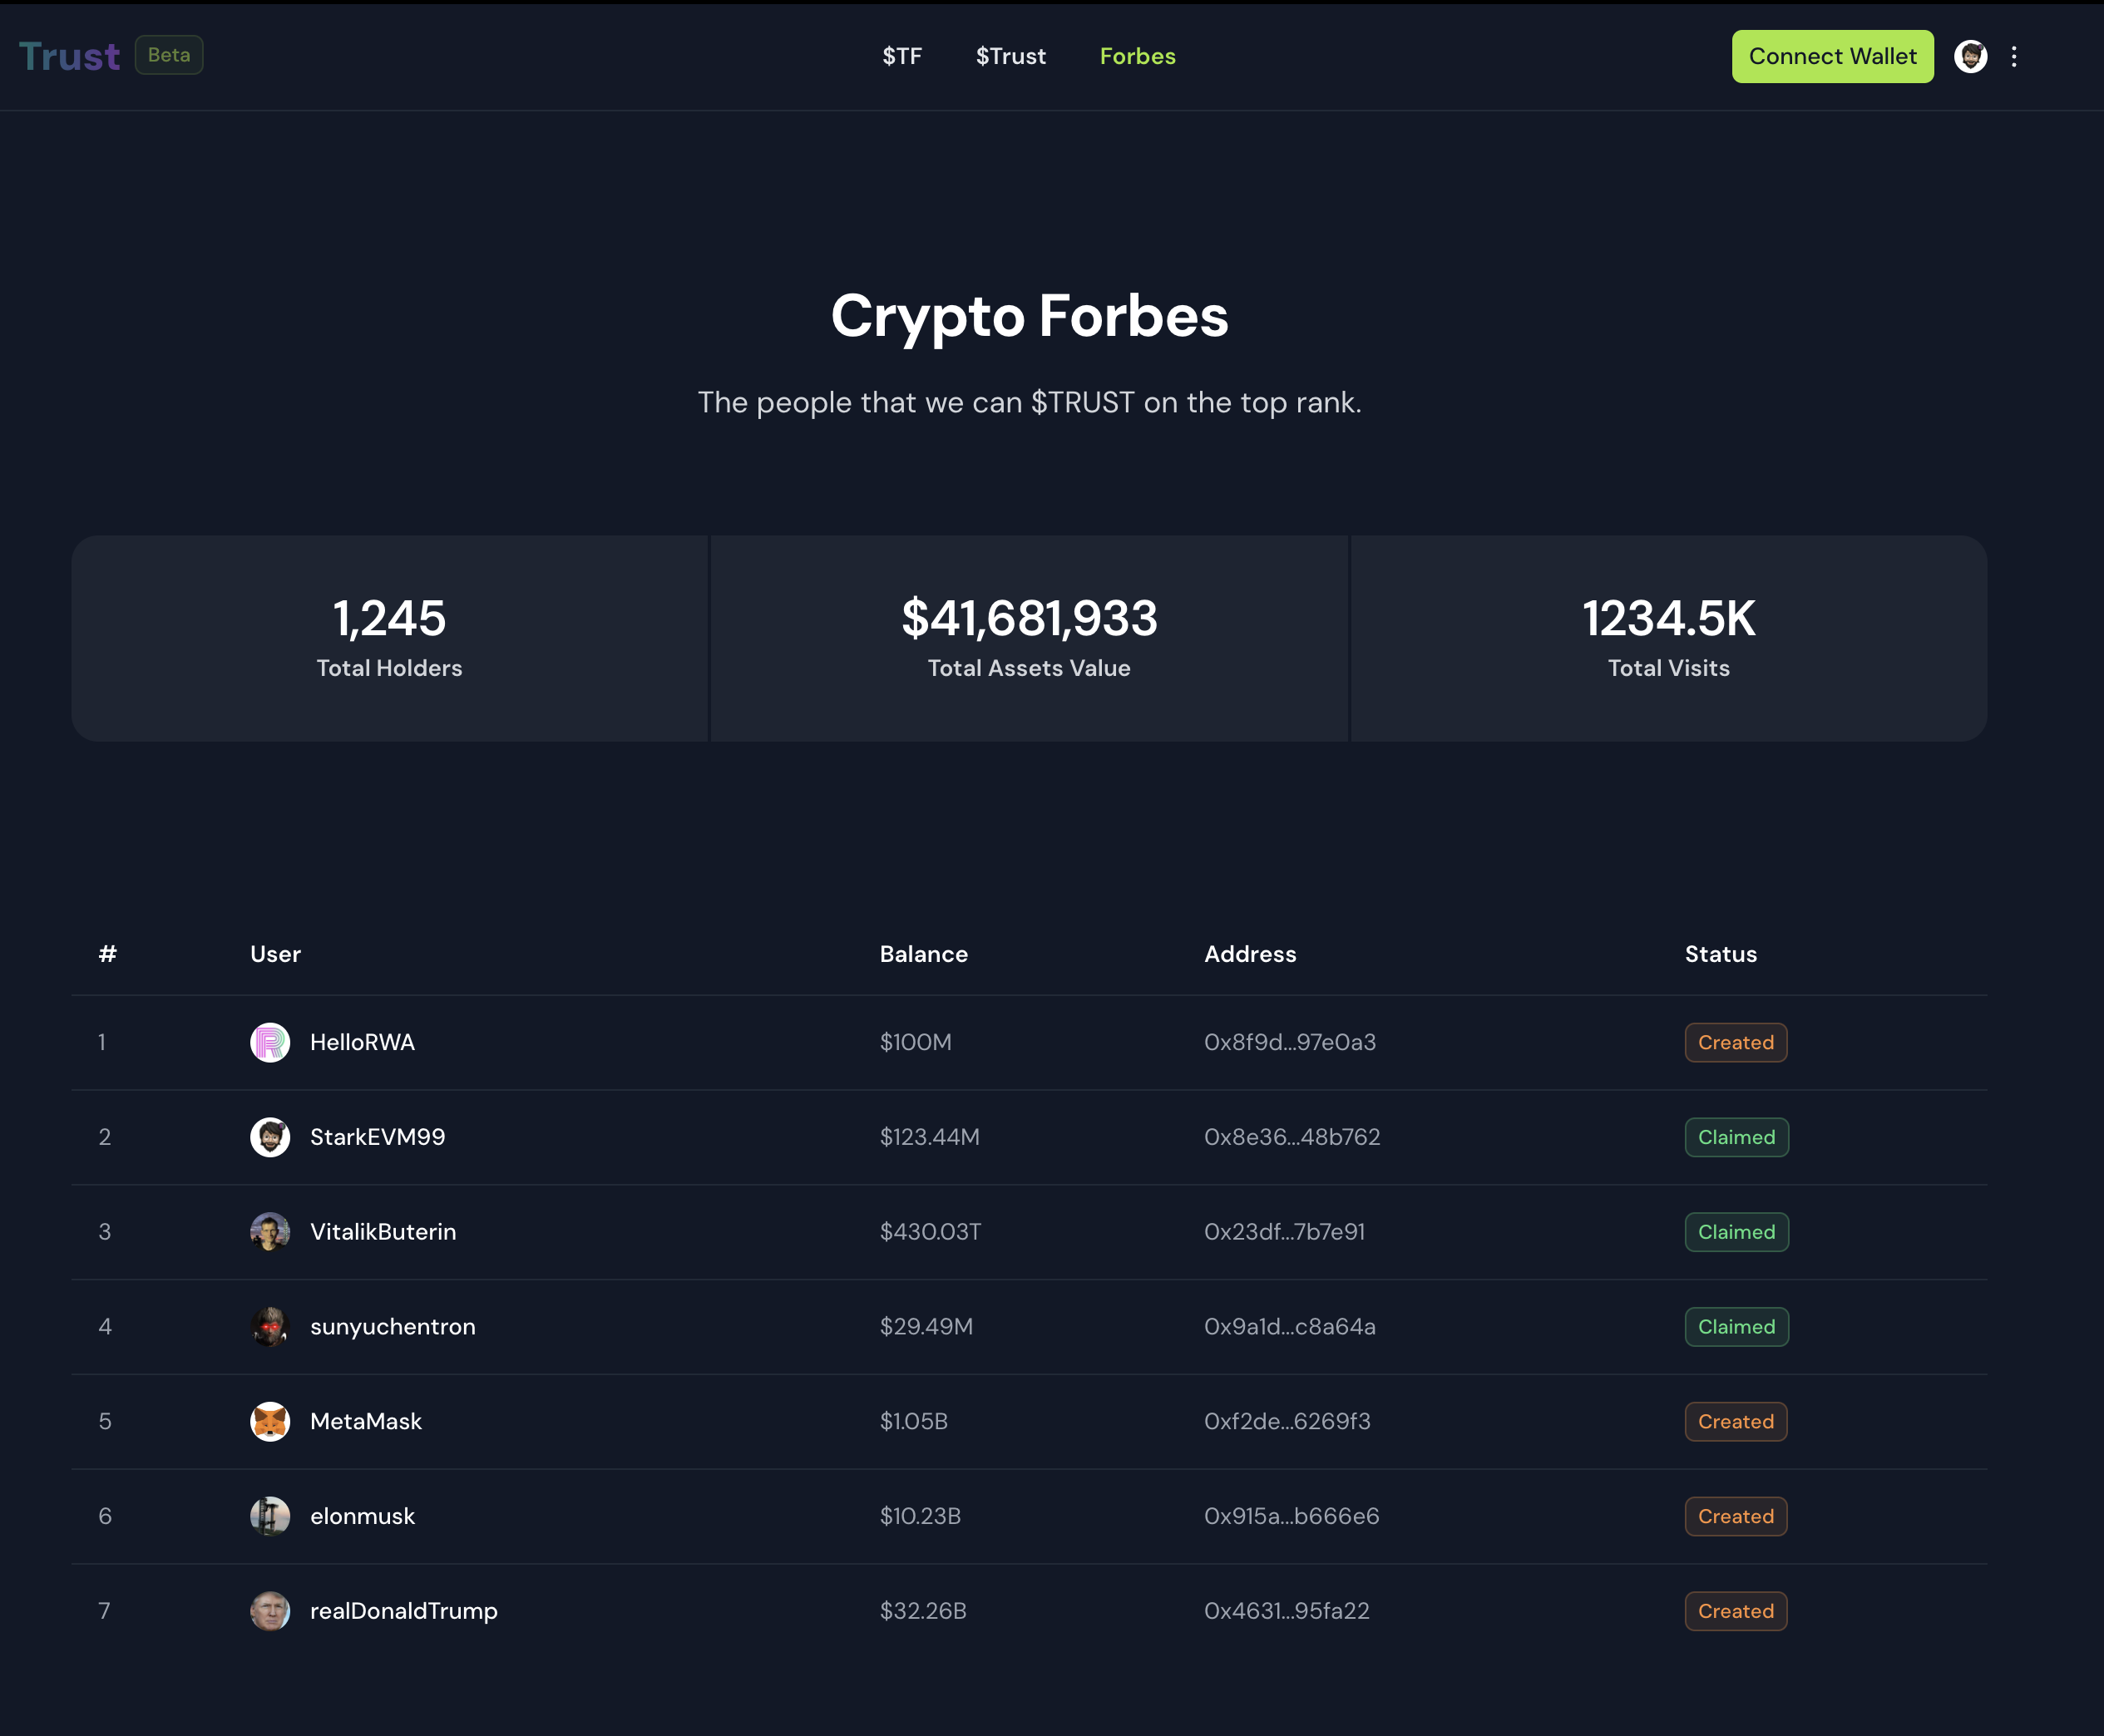 Trust Beta $TF $Trust Forbes Connect Wallet
Crypto Forbes
The people that we can $TRUST on the top rank.
1,245 $41,681,933 1234.5K
Total Holders Total Assets Value Total Visits
# User Balance Address Status
1 HelloRWA $100M 0x8f9d...97e0a3 Created
2 StarkEVM99 $123.44M 0x8e36...48b762 Claimed
3 VitalikButerin $430.03T 0x23df...7b7e91 Claimed
4 sunyuchentron $29.49M 0x9a1d...c8a64a Claimed
5 MetaMask $1.05B 0xf2de...6269f3 Created
6 elonmusk $10.23B 0x915a...b666e6 Created
7 realDonaldTrump $32.26B 0x4631...95fa22 Created